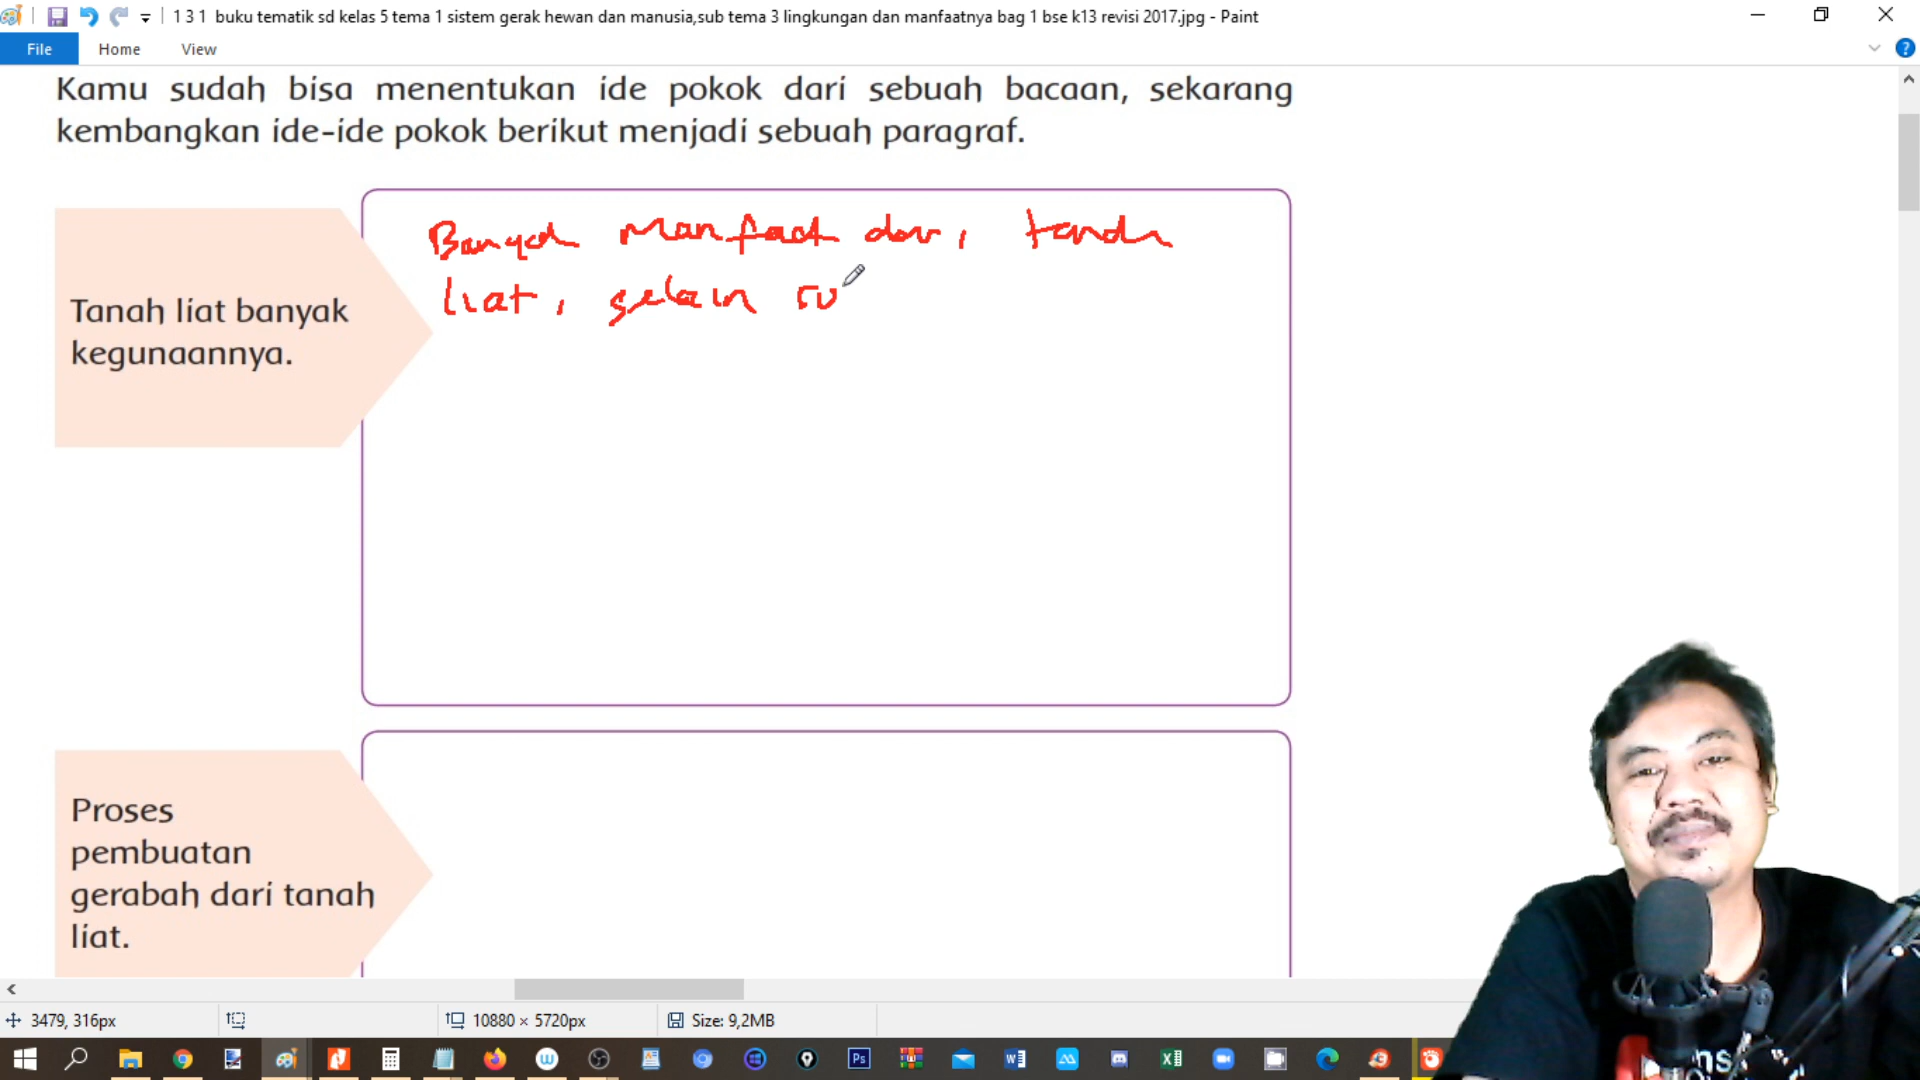 1 3 1  buku tematik sd kelas 5 tema 1 sistem gerak hewan dan manusia,sub tema 3 lingkungan dan manfaatnya bag 1 bse k13 revisi 2017.jpg - Paint
File Home View
Kamu sudah bisa menentukan ide pokok dari sebuah bacaan, sekarang
kembangkan ide-ide pokok berikut menjadi sebuah paragraf.
Banyak manfaat dari tanah
liat, selain
Tanah liat banyak
kegunaannya.
Proses
pembuatan
gerabah dari tanah
liat.
3479, 316px 10880 × 5720px Size: 9,2MB